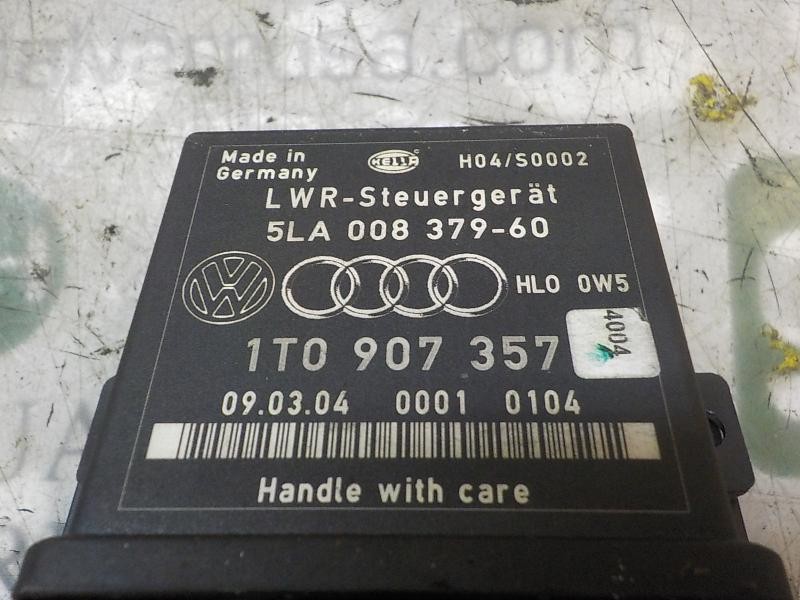 Made in
Germany
HELLA
H04/S0002
LWR-Steuergerät
5LA 008 379-60
HLO 0W5
1T0 907 357
4004
09.03.04 0001 0104
Handle with care